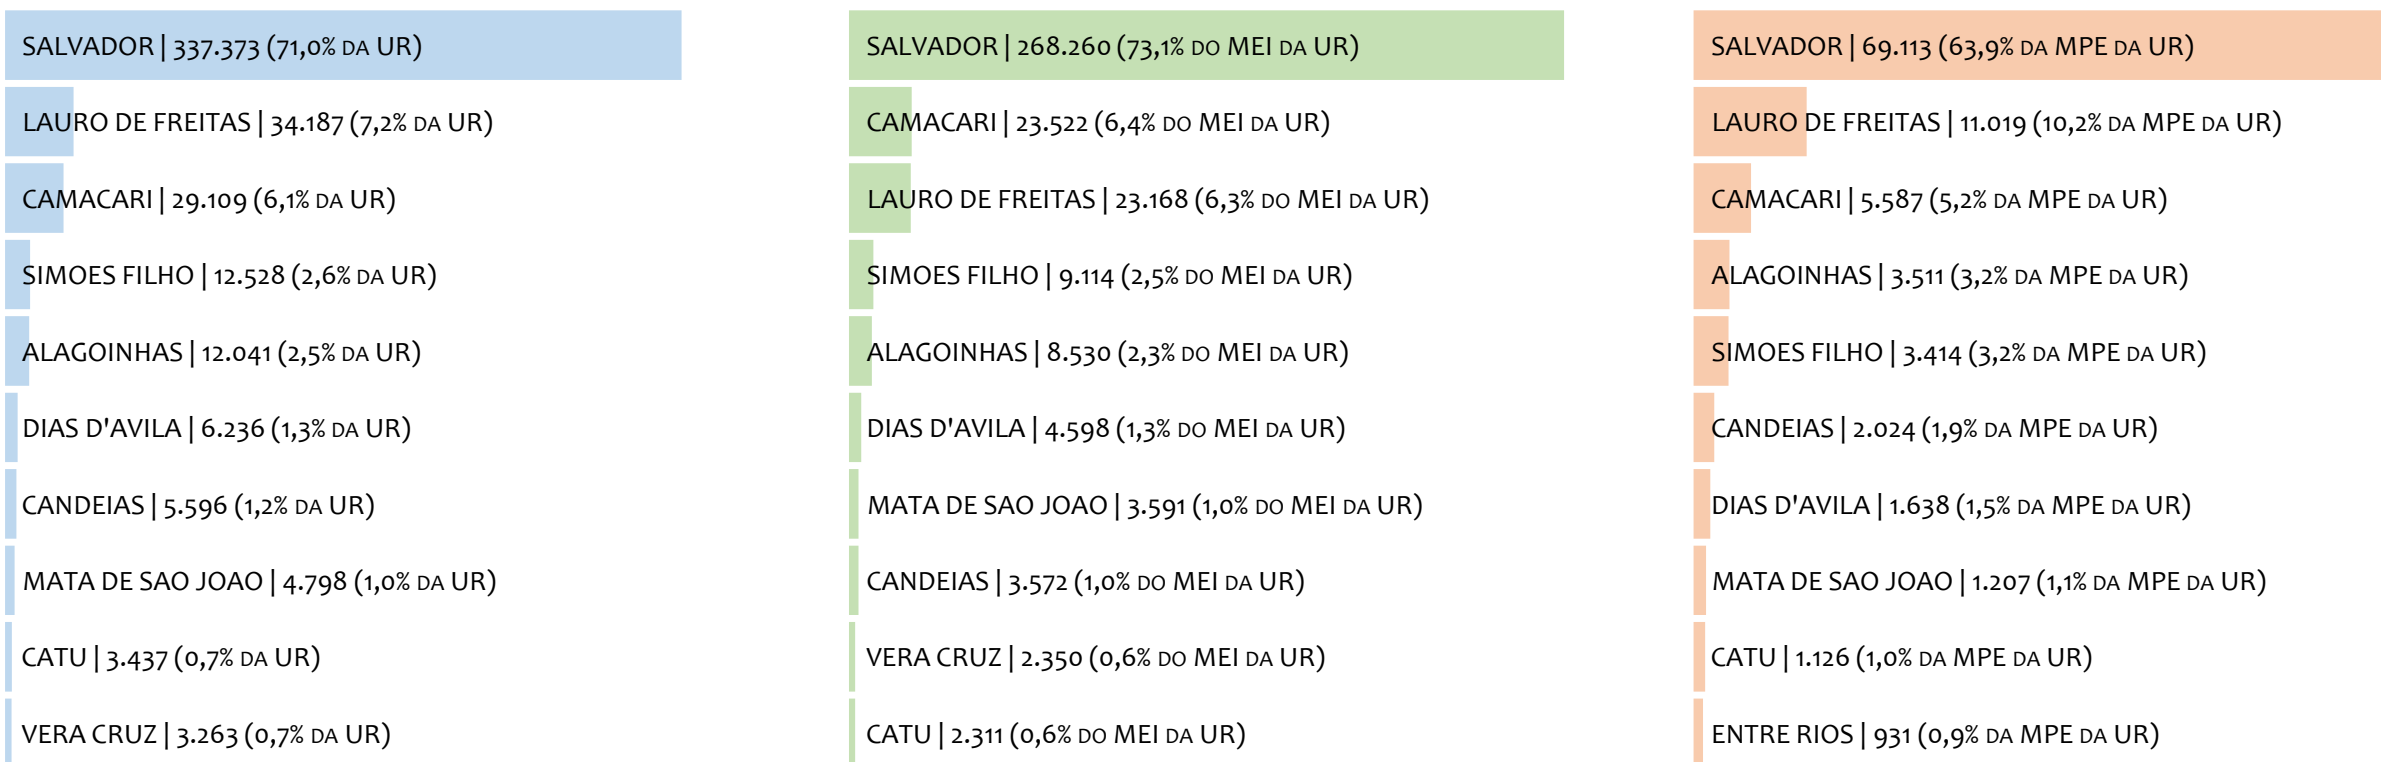 SALVADOR | 337.373 (71,0% DA UR)
LAURO DE FREITAS | 34.187 (7,2% DA UR)
CAMACARI | 29.109 (6,1% DA UR)
SIMOES FILHO | 12.528 (2,6% DA UR)
ALAGOINHAS | 12.041 (2,5% DA UR)
DIAS D'AVILA | 6.236 (1,3% DA UR)
CANDEIAS | 5.596 (1,2% DA UR)
MATA DE SAO JOAO | 4.798 (1,0% DA UR)
CATU | 3.437 (0,7% DA UR)
VERA CRUZ | 3.263 (0,7% DA UR)
SALVADOR | 268.260 (73,1% DO MEI DA UR)
CAMACARI | 23.522 (6,4% DO MEI DA UR)
LAURO DE FREITAS | 23.168 (6,3% DO MEI DA UR)
SIMOES FILHO | 9.114 (2,5% DO MEI DA UR)
ALAGOINHAS | 8.530 (2,3% DO MEI DA UR)
DIAS D'AVILA | 4.598 (1,3% DO MEI DA UR)
MATA DE SAO JOAO | 3.591 (1,0% DO MEI DA UR)
CANDEIAS | 3.572 (1,0% DO MEI DA UR)
VERA CRUZ | 2.350 (0,6% DO MEI DA UR)
CATU | 2.311 (0,6% DO MEI DA UR)
SALVADOR | 69.113 (63,9% DA MPE DA UR)
LAURO DE FREITAS | 11.019 (10,2% DA MPE DA UR)
CAMACARI | 5.587 (5,2% DA MPE DA UR)
ALAGOINHAS | 3.511 (3,2% DA MPE DA UR)
SIMOES FILHO | 3.414 (3,2% DA MPE DA UR)
CANDEIAS | 2.024 (1,9% DA MPE DA UR)
DIAS D'AVILA | 1.638 (1,5% DA MPE DA UR)
MATA DE SAO JOAO | 1.207 (1,1% DA MPE DA UR)
CATU | 1.126 (1,0% DA MPE DA UR)
ENTRE RIOS | 931 (0,9% DA MPE DA UR)